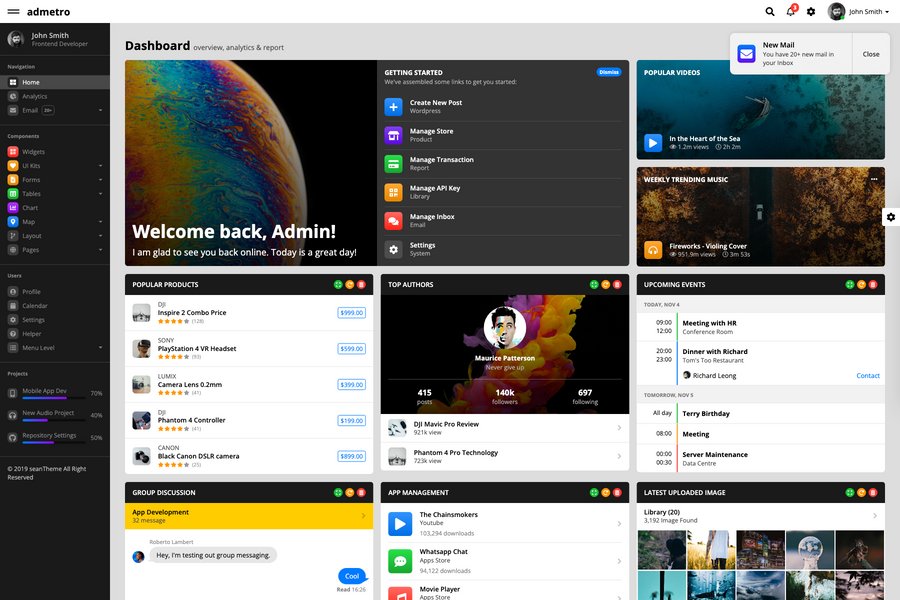 admetro
3
John Smith
John Smith
Frontend Developer
Navigation
Home
Analytics
Email 20+
Components
Widgets
UI Kits
Forms
Tables
Chart
Map
Layout
Pages
Users
Profile
Calendar
Settings
Helper
Menu Level
Projects
Mobile App Dev
70%
New Audio Project
40%
Repository Settings
50%
© 2019 seanTheme All Right
Reserved
Dashboard overview, analytics & report
New Mail
You have 20+ new mail in
your Inbox
Close
Welcome back, Admin!
I am glad to see you back online. Today is a great day!
GETTING STARTED
Dismiss
We've assembled some links to get you started:
Create New Post
Wordpress
Manage Store
Product
Manage Transaction
Report
Manage API Key
Library
Manage Inbox
Email
Settings
System
POPULAR VIDEOS
In the Heart of the Sea
1.2m views 2h 2m
WEEKLY TRENDING MUSIC
Fireworks - Violing Cover
951.9m views 3m 53s
POPULAR PRODUCTS
DJI
Inspire 2 Combo Price
(128)
$999.00
SONY
PlayStation 4 VR Headset
(93)
$599.00
LUMIX
Camera Lens 0.2mm
(41)
$399.00
DJI
Phantom 4 Controller
(41)
$199.00
CANON
Black Canon DSLR camera
(25)
$899.00
TOP AUTHORS
Maurice Patterson
Never give up
415
posts
140k
followers
697
following
DJI Mavic Pro Review
921k view
Phantom 4 Pro Technology
723k view
UPCOMING EVENTS
TODAY, NOV 4
09:00
12:00
Meeting with HR
Conference Room
20:00
23:00
Dinner with Richard
Tom's Too Restaurant
Richard Leong
Contact
TOMORROW, NOV 5
All day
Terry Birthday
08:00
Meeting
00:00
00:30
Server Maintenance
Data Centre
GROUP DISCUSSION
App Development
32 message
Roberto Lambert
Hey, I'm testing out group messaging.
Cool
Read 16:26
APP MANAGEMENT
The Chainsmokers
Youtube
103,294 downloads
Whatsapp Chat
Apps Store
94,122 downloads
Movie Player
Apps Store
LATEST UPLOADED IMAGE
Library (20)
3,192 Image Found